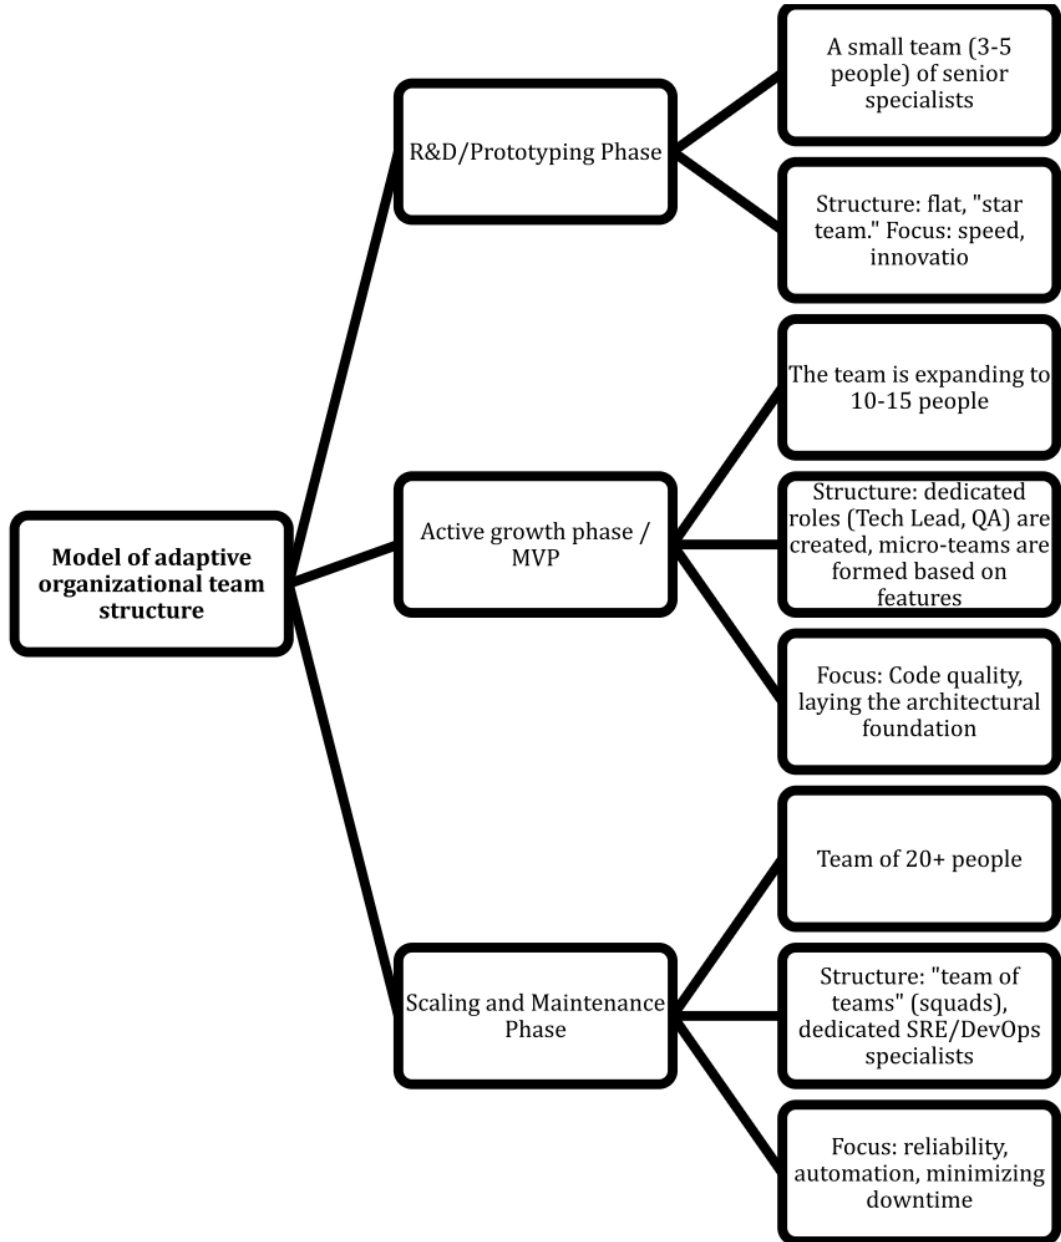 Model of adaptive
organizational team
structure
R&D/Prototyping Phase
A small team (3-5
people) of senior
specialists
Structure: flat, "star
team." Focus: speed,
innovatio
Active growth phase /
MVP
The team is expanding to
10-15 people
Structure: dedicated
roles (Tech Lead, QA) are
created, micro-teams are
formed based on
features
Focus: Code quality,
laying the architectural
foundation
Scaling and Maintenance
Phase
Team of 20+ people
Structure: "team of
teams" (squads),
dedicated SRE/DevOps
specialists
Focus: reliability,
automation, minimizing
downtime